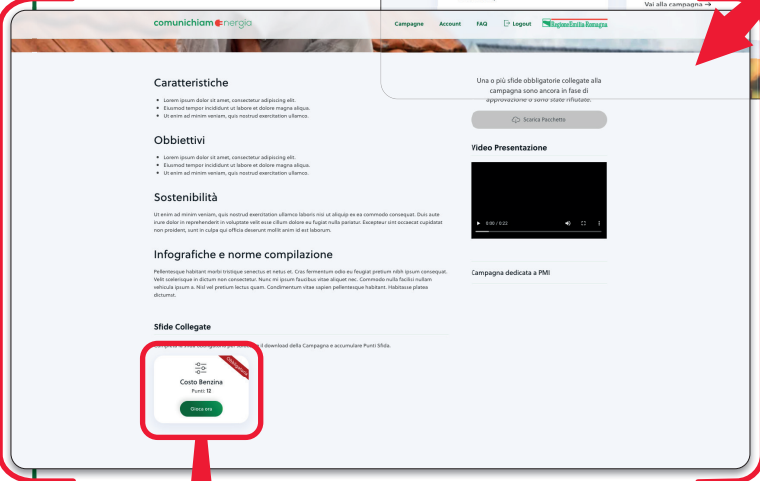 Vai alla campagna →
comunichiam energia
Campagne Account FAQ Logout RegioneEmilia-Romagna
Caratteristiche
Lorem ipsum dolor sit amet, consectetur adipiscing elit.
Eiusmod tempor incididunt ut labore et dolore magna aliqua.
Ut enim ad minim veniam, quis nostrud exercitation ullamco.
Obbiettivi
Lorem ipsum dolor sit amet, consectetur adipiscing elit.
Eiusmod tempor incididunt ut labore et dolore magna aliqua.
Ut enim ad minim veniam, quis nostrud exercitation ullamco.
Sostenibilità
Ut enim ad minim veniam, quis nostrud exercitation ullamco laboris nisi ut aliquip ex ea commodo consequat. Duis aute
irure dolor in reprehenderit in voluptate velit esse cillum dolore eu fugiat nulla pariatur. Excepteur sint occaecat cupidatat
non proident, sunt in culpa qui officia deserunt mollit anim id est laborum.
Infografiche e norme compilazione
Pellentesque habitant morbi tristique senectus et netus et. Cras fermentum odio eu feugiat pretium nibh ipsum consequat.
Velit scelerisque in dictum non consectetur. Nunc mi ipsum faucibus vitae aliquet nec. Commodo nulla facilisi nullam
vehicula ipsum a. Nisl vel pretium lectus quam. Condimentum vitae sapien pellentesque habitant. Habitasse platea
dictumst.
Sfide Collegate
il download della Campagna e accumulare Punti Sfida.
Obbligatoria
Costo Benzina
Punti: 12
Gioca ora
Una o più sfide obbligatorie collegate alla
campagna sono ancora in fase di
approvazione o sono state rifiutate.
Scarica Pacchetto
Video Presentazione
0:00 / 0:22
Campagna dedicata a PMI